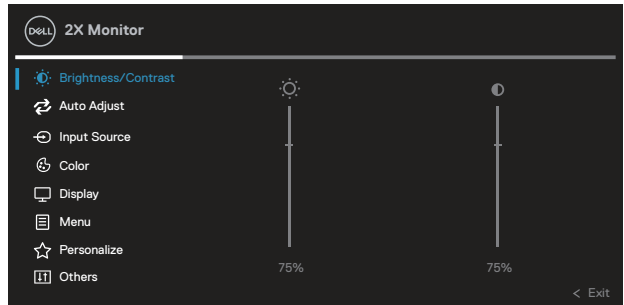 DELL 2X Monitor
Brightness/Contrast
Auto Adjust
Input Source
Color
Display
Menu
Personalize
Others
75% 75%
< Exit